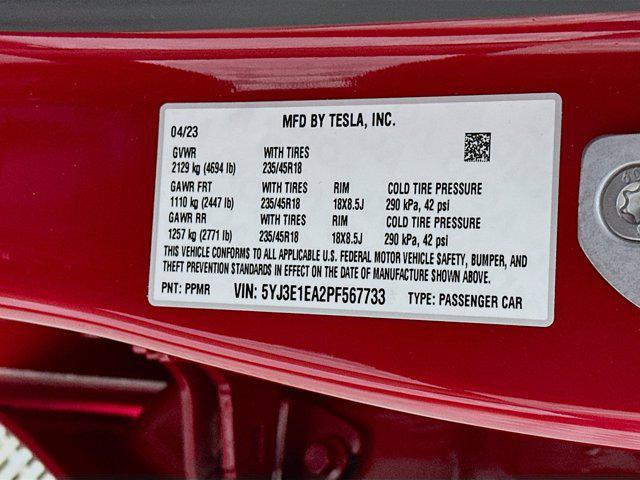 MFD BY TESLA, INC.
04/23
GVWR WITH TIRES
2129 kg (4694 lb) 235/45R18
GAWR FRT WITH TIRES RIM COLD TIRE PRESSURE
1110 kg (2447 lb) 235/45R18 18X8.5J 290 kPa, 42 psi
GAWR RR WITH TIRES RIM COLD TIRE PRESSURE
1257 kg (2771 lb) 235/45R18 18X8.5J 290 kPa, 42 psi
THIS VEHICLE CONFORMS TO ALL APPLICABLE U.S. FEDERAL MOTOR VEHICLE SAFETY, BUMPER, AND
THEFT PREVENTION STANDARDS IN EFFECT ON THE DATE OF MANUFACTURE SHOWN ABOVE.
PNT: PPMR VIN: 5YJ3E1EA2PF567733 TYPE: PASSENGER CAR